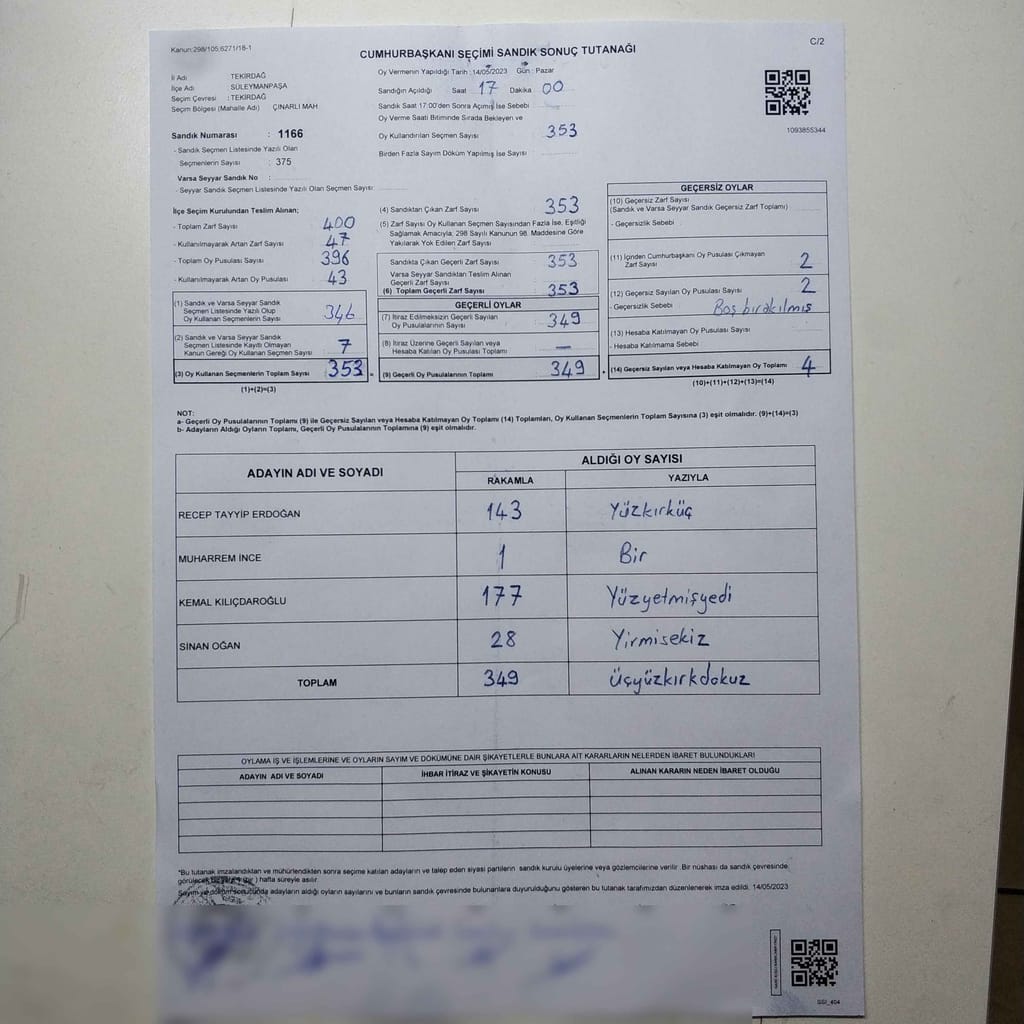 Kanun:298/105;6271/18-1
C/2
CUMHURBAŞKANI SEÇİMİ SANDIK SONUÇ TUTANAĞI
İl Adı TEKİRDAĞ
İlçe Adı SÜLEYMANPAŞA
Seçim Çevresi : TEKİRDAĞ
Seçim Bölgesi (Mahalle Adı) ÇINARLI MAH
Oy Vermenin Yapıldığı Tarih : 14/05/2023 Gün : Pazar
Sandığın Açıldığı Saat 17 Dakika 00
Sandık Saat 17:00'den Sonra Açımış İse Sebebi
Oy Verme Saati Bitiminde Sırada Bekleyen ve
Oy Kullandırılan Seçmen Sayısı 353
Birden Fazla Sayım Döküm Yapılmış İse Sayısı
1093855344
Sandık Numarası : 1166
- Sandık Seçmen Listesinde Yazılı Olan
Seçmenlerin Sayısı : 375
Varsa Seyyar Sandık No :
- Seyyar Sandık Seçmen Listesinde Yazılı Olan Seçmen Sayısı:
İlçe Seçim Kurulundan Teslim Alınan;
- Toplam Zarf Sayısı 400
- Kullanılmayarak Artan Zarf Sayısı 47
- Toplam Oy Pusulası Sayısı 396
- Kullanılmayarak Artan Oy Pusulası 43
(1) Sandık ve Varsa Seyyar Sandık
Seçmen Listesinde Yazılı Olup
Oy Kullanan Seçmenlerin Sayısı 346
(2) Sandık ve Varsa Seyyar Sandık
Seçmen Listesinde Kayıtlı Olmayan
Kanun Gereği Oy Kullanan Seçmen Sayısı 7
(3) Oy Kullanan Seçmenlerin Toplam Sayısı 353 =
(1)+(2)=(3)
(4) Sandıktan Çıkan Zarf Sayısı 353
(5) Zarf Sayısı Oy Kullanan Seçmen Sayısından Fazla İse, Eşitliği
Sağlamak Amacıyla; 298 Sayılı Kanunun 98. Maddesine Göre
Yakılarak Yok Edilen Zarf Sayısı
Sandıkta Çıkan Geçerli Zarf Sayısı 353
Varsa Seyyar Sandıktan Teslim Alınan
Geçerli Zarf Sayısı
(6) Toplam Geçerli Zarf Sayısı 353
GEÇERLİ OYLAR
(7) İtiraz Edilmeksizin Geçerli Sayılan
Oy Pusulalarının Sayısı 349
(8) İtiraz Üzerine Geçerli Sayılan veya
Hesaba Katılan Oy Pusulası Toplamı —
(9) Geçerli Oy Pusulalarının Toplamı 349 +
GEÇERSİZ OYLAR
(10) Geçersiz Zarf Sayısı
(Sandık ve Varsa Seyyar Sandık Geçersiz Zarf Toplamı)
- Geçersizlik Sebebi
(11) İçinden Cumhurbaşkanı Oy Pusulası Çıkmayan
Zarf Sayısı 2
(12) Geçersiz Sayılan Oy Pusulası Sayısı 2
- Geçersizlik Sebebi Boş bırakılmış
(13) Hesaba Katılmayan Oy Pusulası Sayısı
- Hesaba Katılmama Sebebi
(14) Geçersiz Sayılan veya Hesaba Katılmayan Oy Toplamı 4
(10)+(11)+(12)+(13)=(14)
NOT:
a- Geçerli Oy Pusulalarının Toplamı (9) ile Geçersiz Sayılan veya Hesaba Katılmayan Oy Toplamı (14) Toplamları, Oy Kullanan Seçmenlerin Toplam Sayısına (3) eşit olmalıdır. (9)+(14)=(3)
b- Adayların Aldığı Oyların Toplamı, Geçerli Oy Pusulalarının Toplamına (9) eşit olmalıdır.
ADAYIN ADI VE SOYADI ALDIĞI OY SAYISI
RAKAMLA YAZIYLA
RECEP TAYYİP ERDOĞAN 143 Yüzkırküç
MUHARREM İNCE 1 Bir
KEMAL KILIÇDAROĞLU 177 Yüzyetmişyedi
SİNAN OĞAN 28 Yirmisekiz
TOPLAM 349 Üçyüzkırkdokuz
OYLAMA İŞ VE İŞLEMLERİNE VE OYLARIN SAYIM VE DÖKÜMÜNE DAİR ŞİKAYETLERLE BUNLARA AİT KARARLARIN NELERDEN İBARET BULUNDUKLARI
ADAYIN ADI VE SOYADI İHBAR İTİRAZ VE ŞİKAYETİN KONUSU ALINAN KARARIN NEDEN İBARET OLDUĞU
*Bu tutanak imzalandıktan ve mühürlendikten sonra seçime katılan adayların ve talep eden siyasi partilerin sandık kurulu üyelerine veya gözlemcilerine verilir. Bir nüshası da sandık çevresinde
görülecek hafta süreyle asılır.
Sayım ve döküm sonucunda adayların aldığı oyların sayılarını ve bunların sandık çevresinde bulunanlara duyurulduğunu gösteren bu tutanak tarafımızdan düzenlenerek imza edildi. 14/05/2023
SSI_404